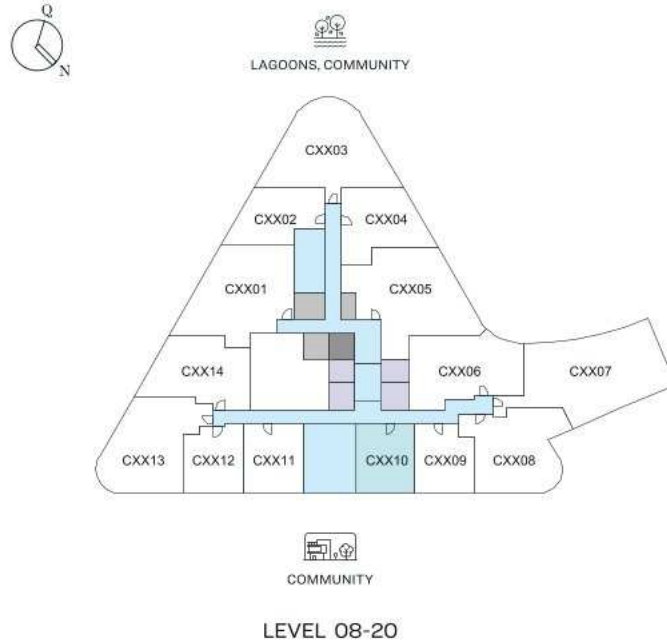 Q
N
LAGOONS, COMMUNITY
CXX03
CXX02 CXX04
CXX01 CXX05
CXX14 CXX06 CXX07
CXX13 CXX12 CXX11 CXX10 CXX09 CXX08
COMMUNITY
LEVEL 08-20